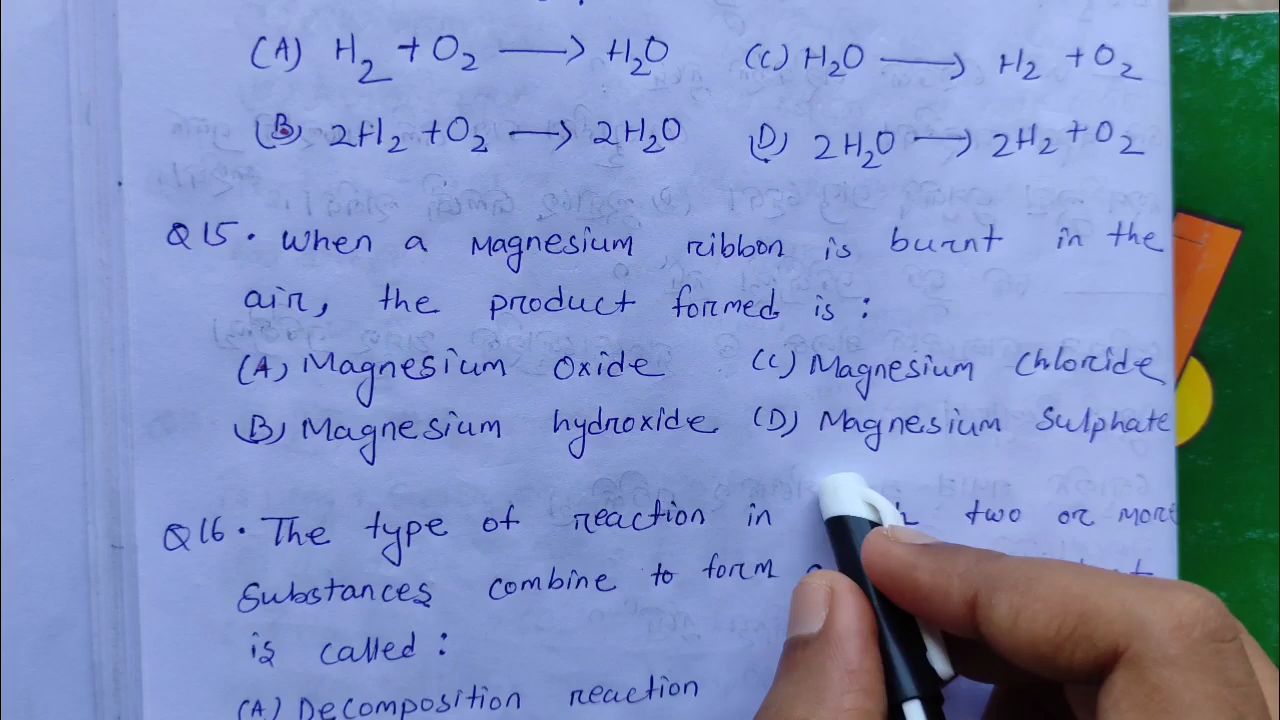 (A) H₂ + O₂ ⟶ H₂O (C) H₂O ⟶ H₂ + O₂
(B) 2H₂ + O₂ ⟶ 2H₂O (D) 2H₂O ⟶ 2H₂ + O₂
Q15. When a Magnesium ribbon is burnt in the
air, the product formed is :
(A) Magnesium Oxide (C) Magnesium Chloride
(B) Magnesium hydroxide (D) Magnesium Sulphate
Q16. The type of reaction in two or more
Substances combine to form
is called :
(A) Decomposition reaction